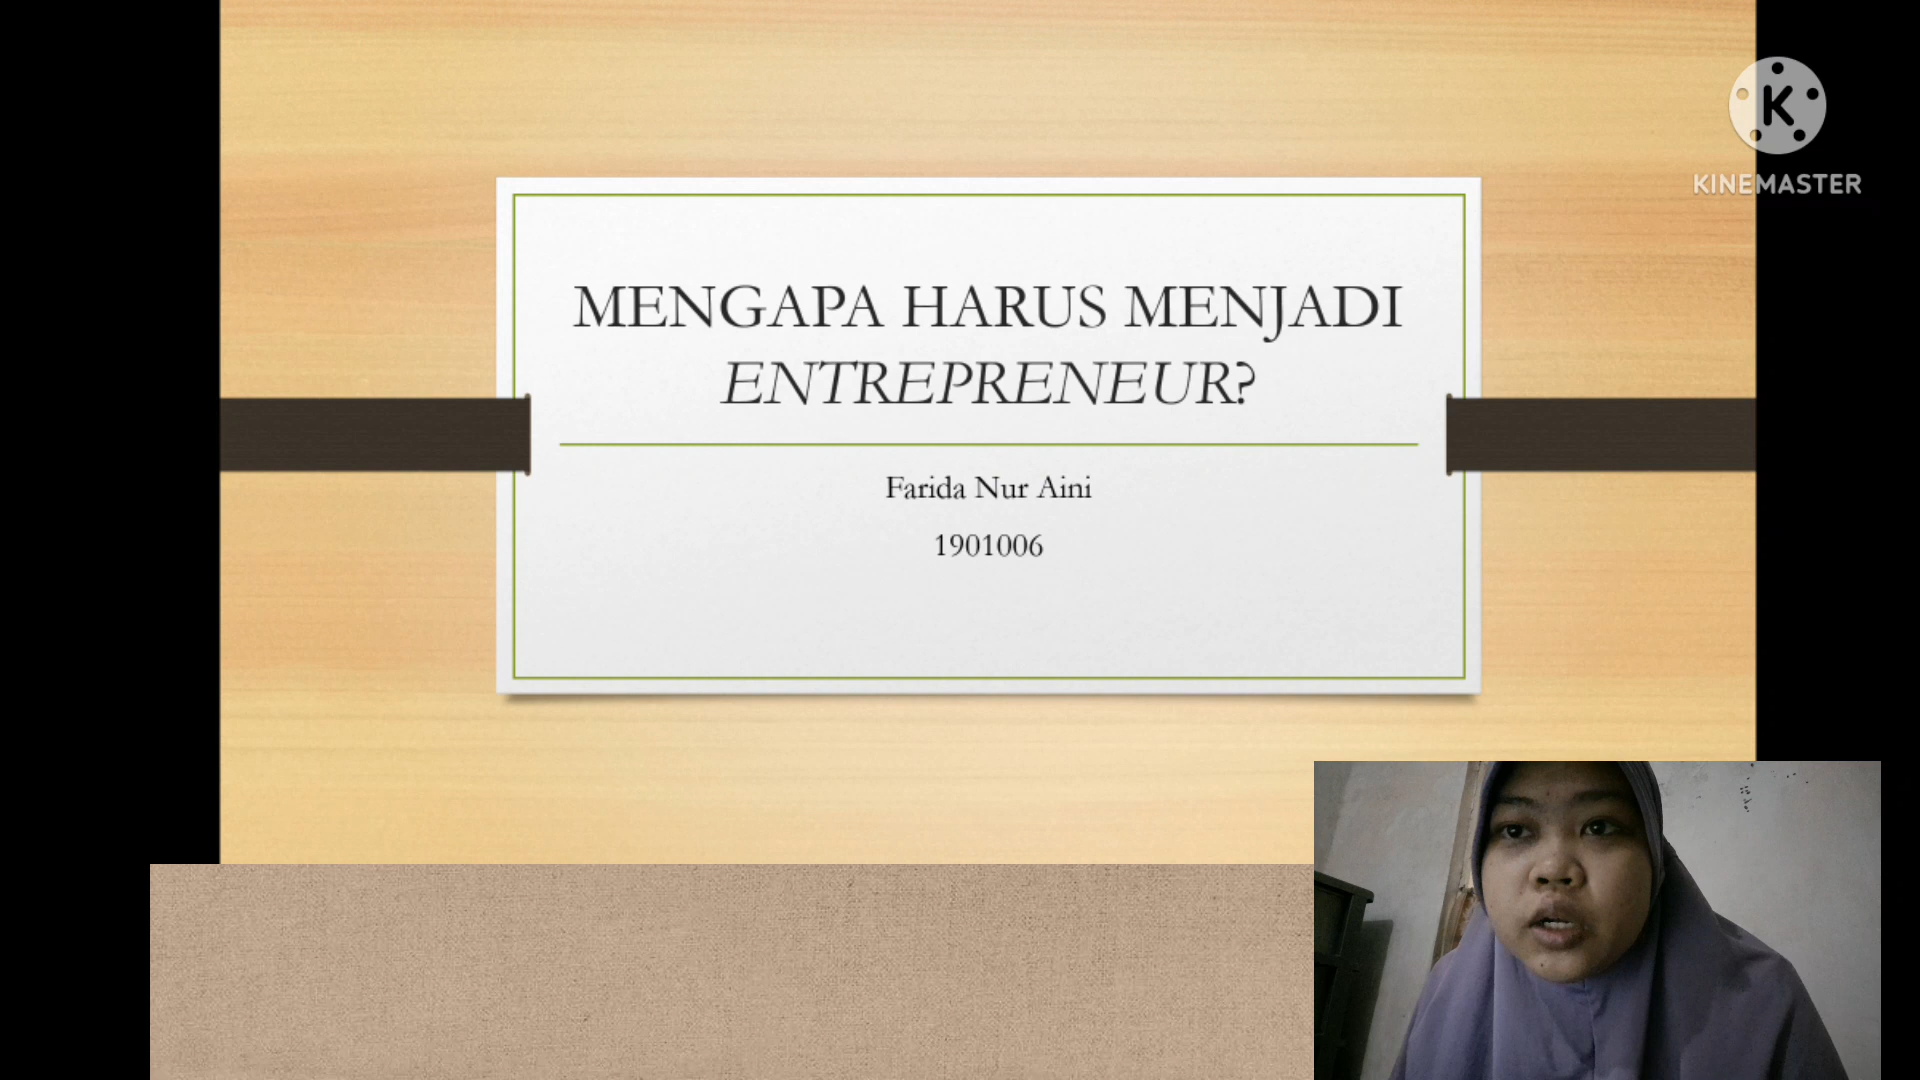 K
KINEMASTER
MENGAPA HARUS MENJADI
ENTREPRENEUR?
Farida Nur Aini
1901006